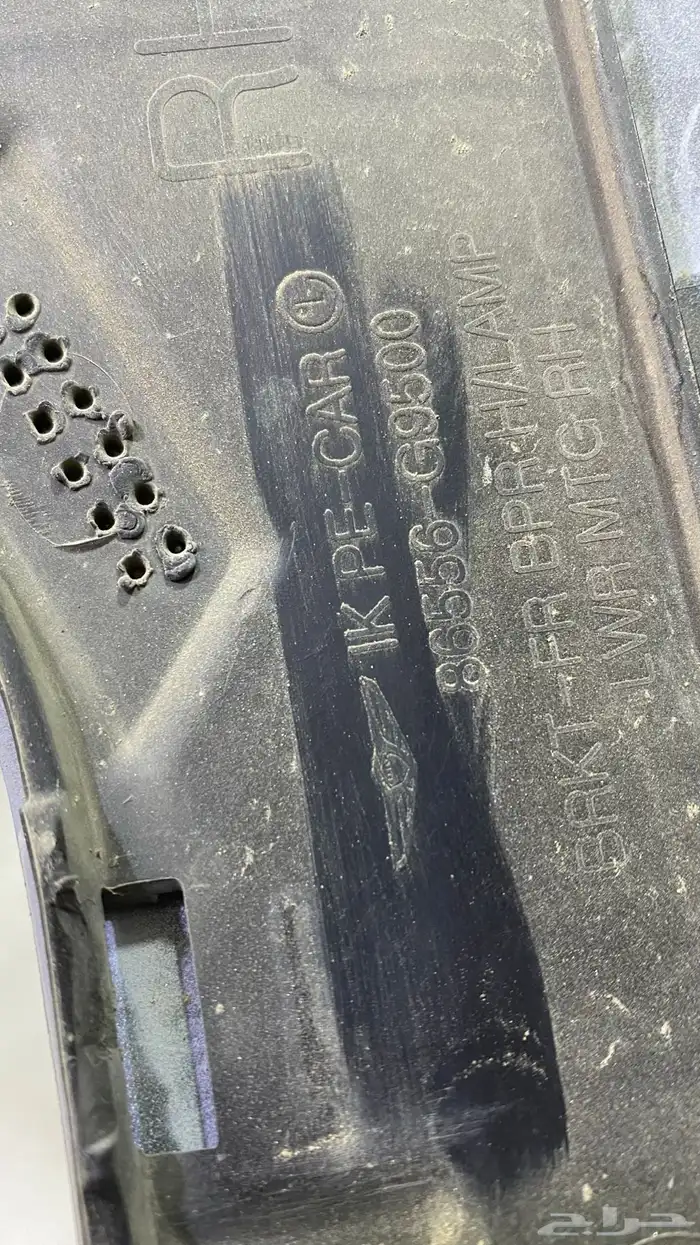 RH
IK PE-CAR L
86556-G9500
BRKT-FR BPR H/LAMP
LWR MTG RH
حراج